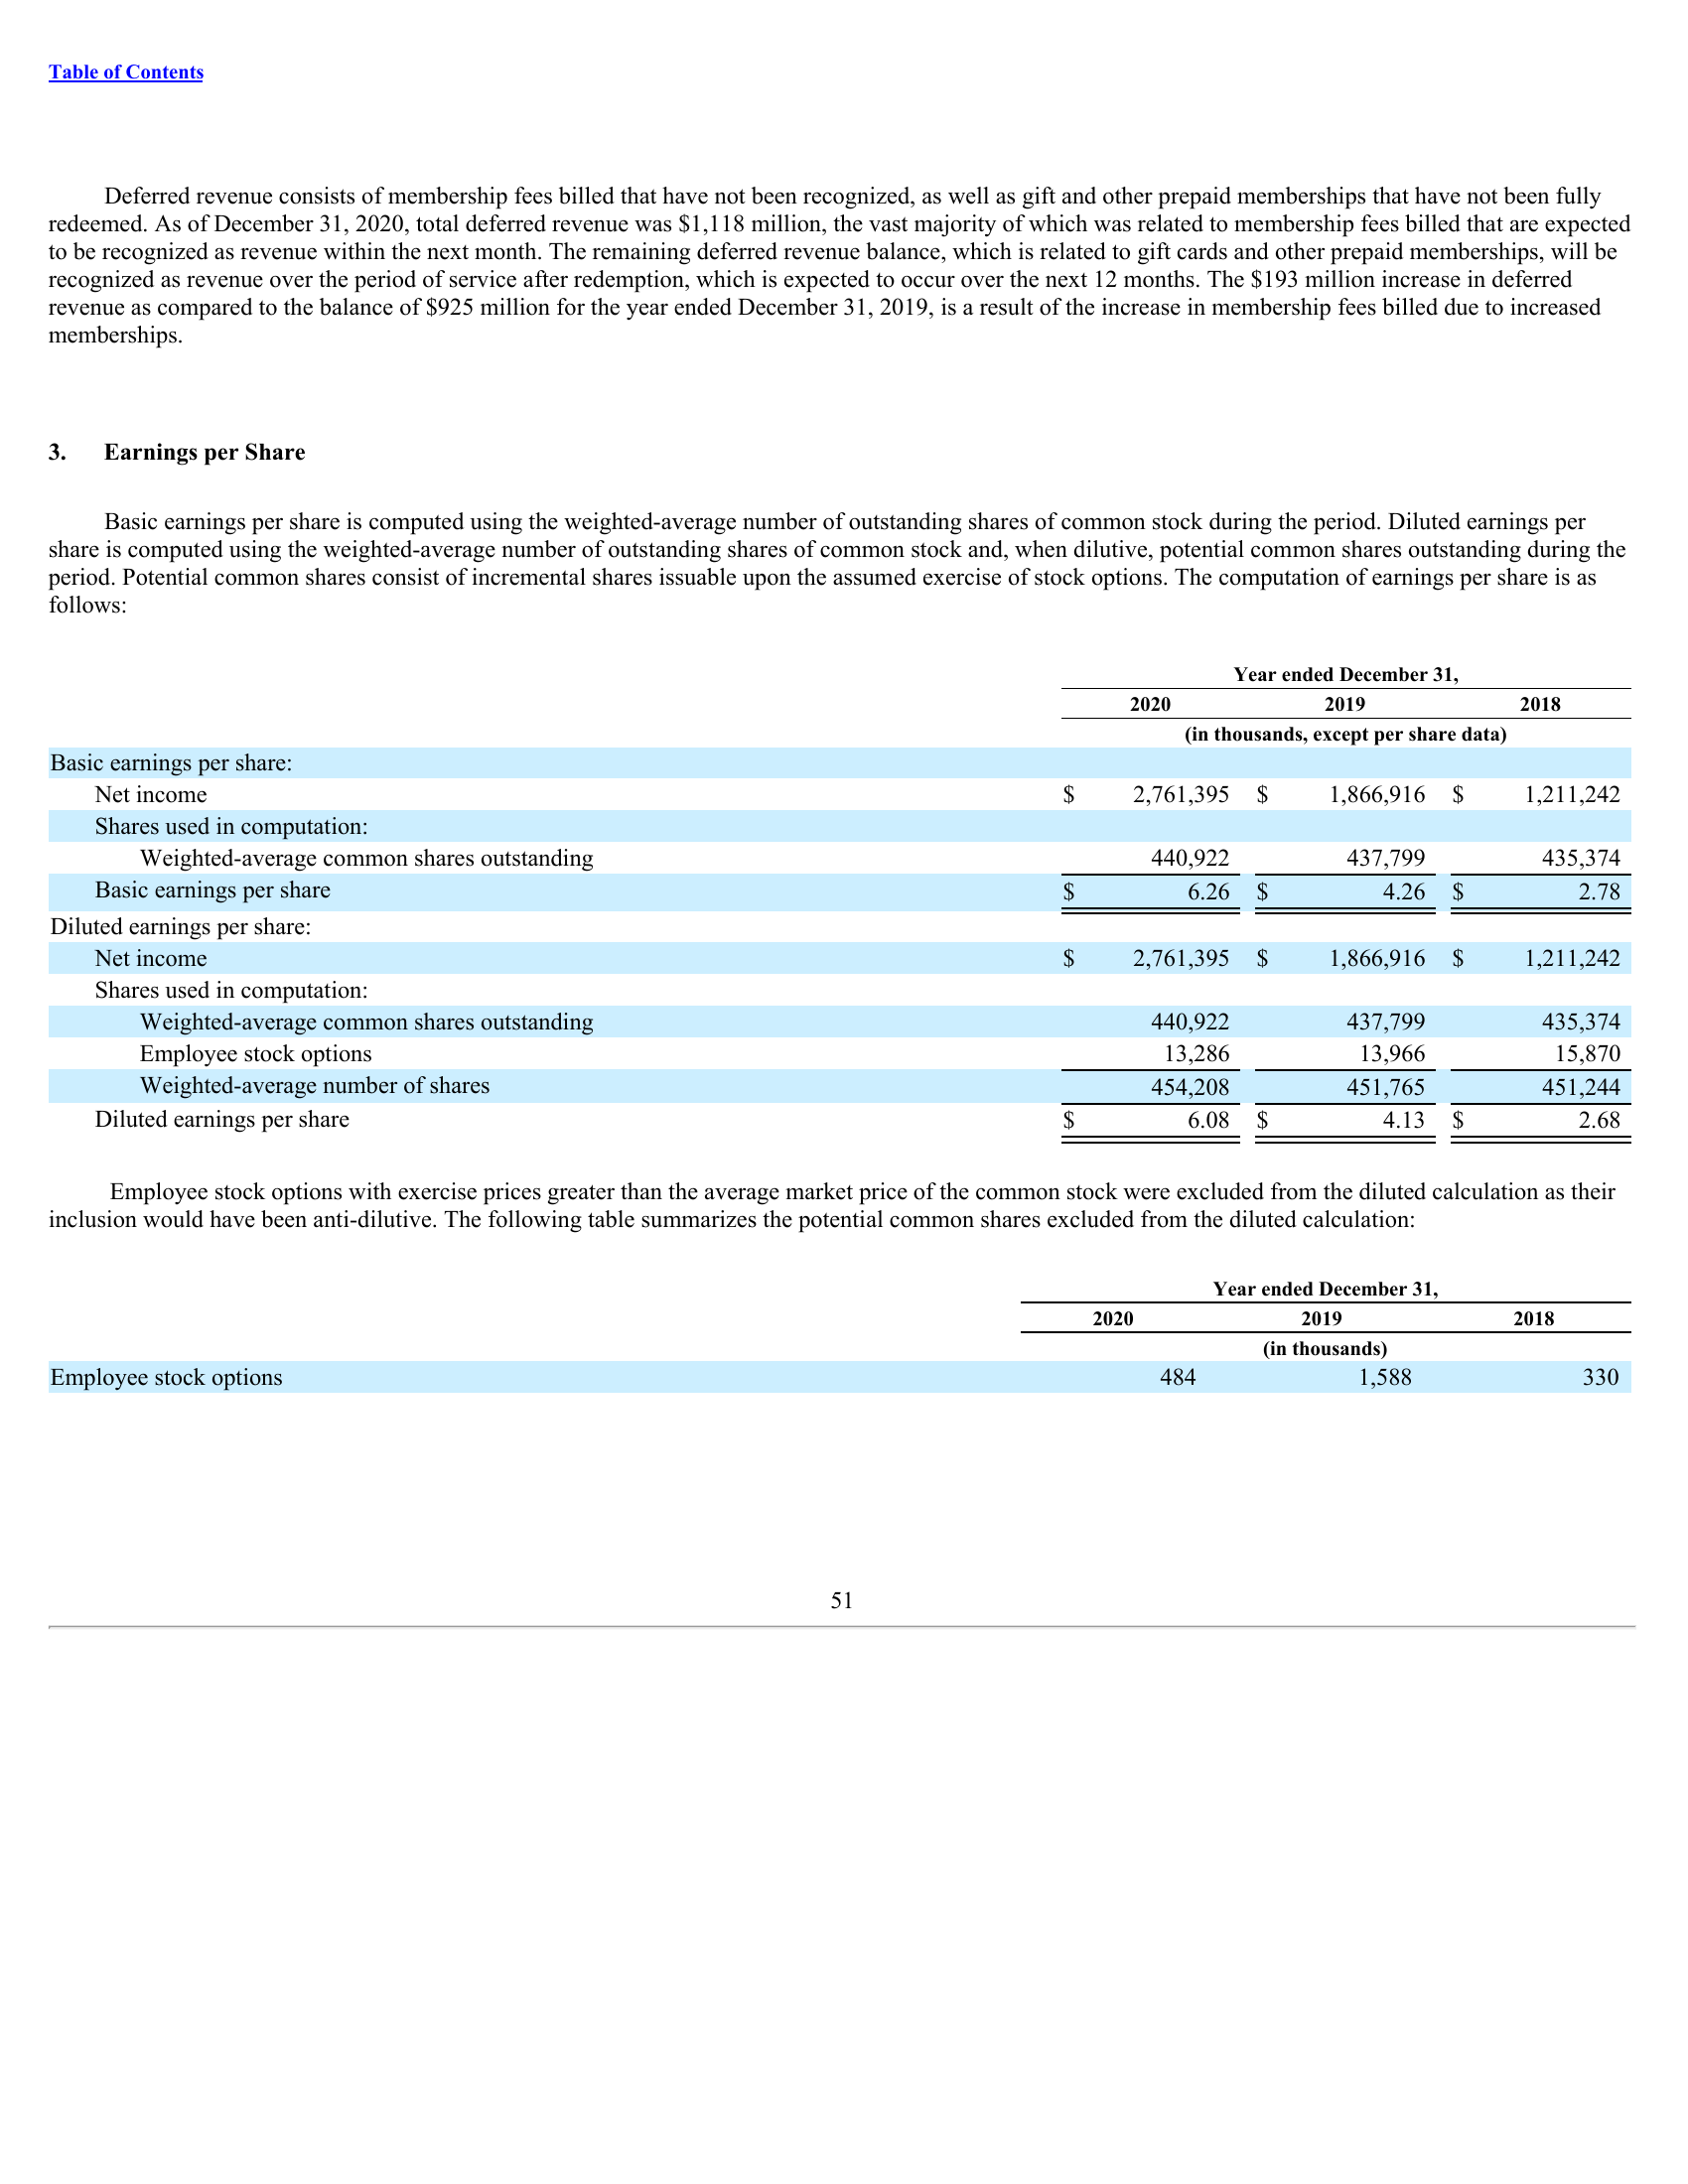 Table of Contents
Deferred revenue consists of membership fees billed that have not been recognized, as well as gift and other prepaid memberships that have not been fully
redeemed. As of December 31, 2020, total deferred revenue was $1,118 million, the vast majority of which was related to membership fees billed that are expected
to be recognized as revenue within the next month. The remaining deferred revenue balance, which is related to gift cards and other prepaid memberships, will be
recognized as revenue over the period of service after redemption, which is expected to occur over the next 12 months. The $193 million increase in deferred
revenue as compared to the balance of $925 million for the year ended December 31, 2019, is a result of the increase in membership fees billed due to increased
memberships.
3. Earnings per Share
Basic earnings per share is computed using the weighted-average number of outstanding shares of common stock during the period. Diluted earnings per
share is computed using the weighted-average number of outstanding shares of common stock and, when dilutive, potential common shares outstanding during the
period. Potential common shares consist of incremental shares issuable upon the assumed exercise of stock options. The computation of earnings per share is as
follows:
Year ended December 31,
2020 2019 2018
(in thousands, except per share data)
Basic earnings per share:
Net income $ 2,761,395 $ 1,866,916 $ 1,211,242
Shares used in computation:
Weighted-average common shares outstanding 440,922 437,799 435,374
Basic earnings per share $ 6.26 $ 4.26 $ 2.78
Diluted earnings per share:
Net income $ 2,761,395 $ 1,866,916 $ 1,211,242
Shares used in computation:
Weighted-average common shares outstanding 440,922 437,799 435,374
Employee stock options 13,286 13,966 15,870
Weighted-average number of shares 454,208 451,765 451,244
Diluted earnings per share $ 6.08 $ 4.13 $ 2.68
Employee stock options with exercise prices greater than the average market price of the common stock were excluded from the diluted calculation as their
inclusion would have been anti-dilutive. The following table summarizes the potential common shares excluded from the diluted calculation:
Year ended December 31,
2020 2019 2018
(in thousands)
Employee stock options 484 1,588 330
51